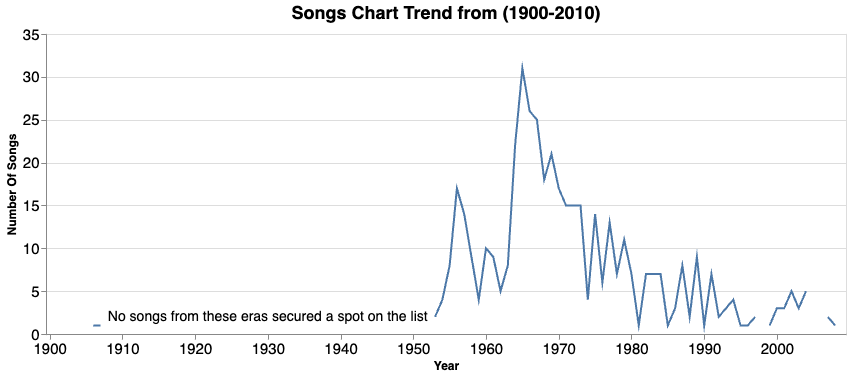 Songs Chart Trend from (1900-2010)
35
30
25
20
15
10
5
0
Number Of Songs
No songs from these eras secured a spot on the list
1900 1910 1920 1930 1940 1950 1960 1970 1980 1990 2000
Year